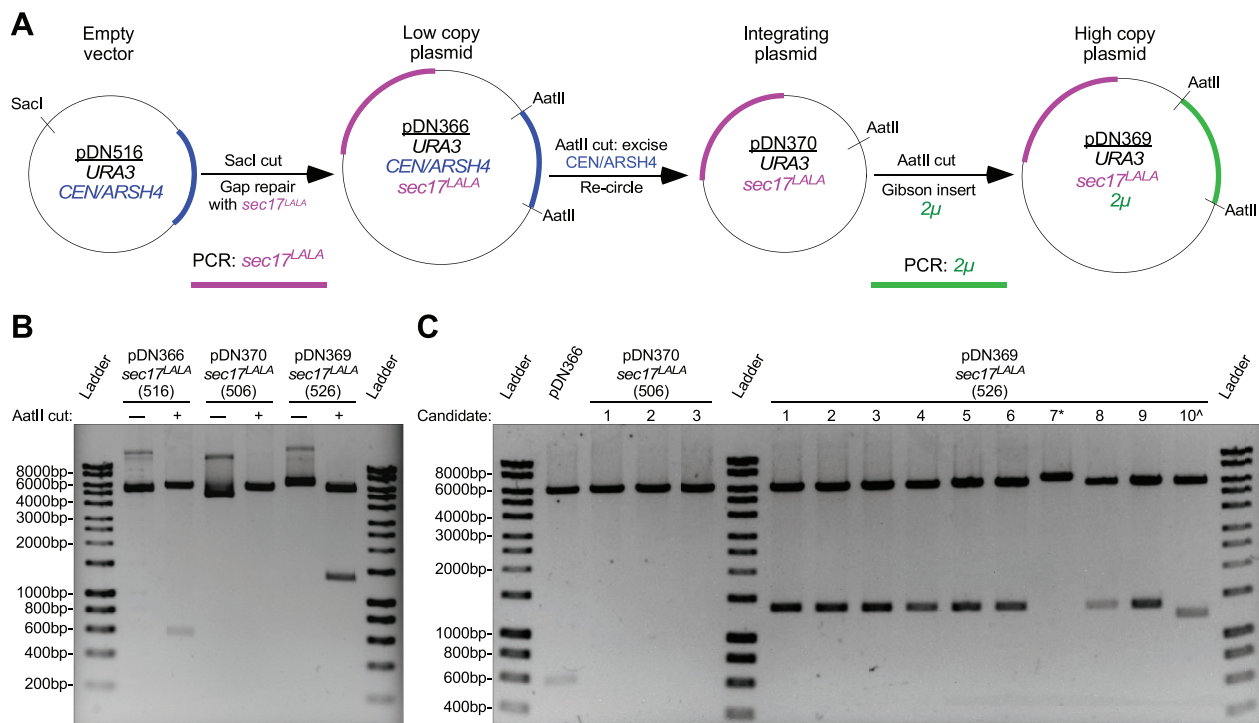 A
Empty
vector
SacI
pDN516
URA3
CEN/ARSH4
SacI cut
Gap repair
with sec17LALA
PCR: sec17LALA
Low copy
plasmid
AatII
pDN366
URA3
CEN/ARSH4
sec17LALA
AatII
AatII cut: excise
CEN/ARSH4
Re-circle
Integrating
plasmid
AatII
pDN370
URA3
sec17LALA
AatII cut
Gibson insert
2µ
PCR: 2µ
High copy
plasmid
AatII
pDN369
URA3
sec17LALA
2µ
AatII
B
Ladder
pDN366
sec17LALA
(516)
pDN370
sec17LALA
(506)
pDN369
sec17LALA
(526)
Ladder
AatII cut: — + — + — +
8000bp-
6000bp-
4000bp-
3000bp-
2000bp-
1000bp-
800bp-
600bp-
400bp-
200bp-
C
Ladder
pDN366
pDN370
sec17LALA
(506)
Ladder
pDN369
sec17LALA
(526)
Ladder
Candidate: 1 2 3 1 2 3 4 5 6 7* 8 9 10^
8000bp-
6000bp-
4000bp-
3000bp-
2000bp-
1000bp-
800bp-
600bp-
400bp-